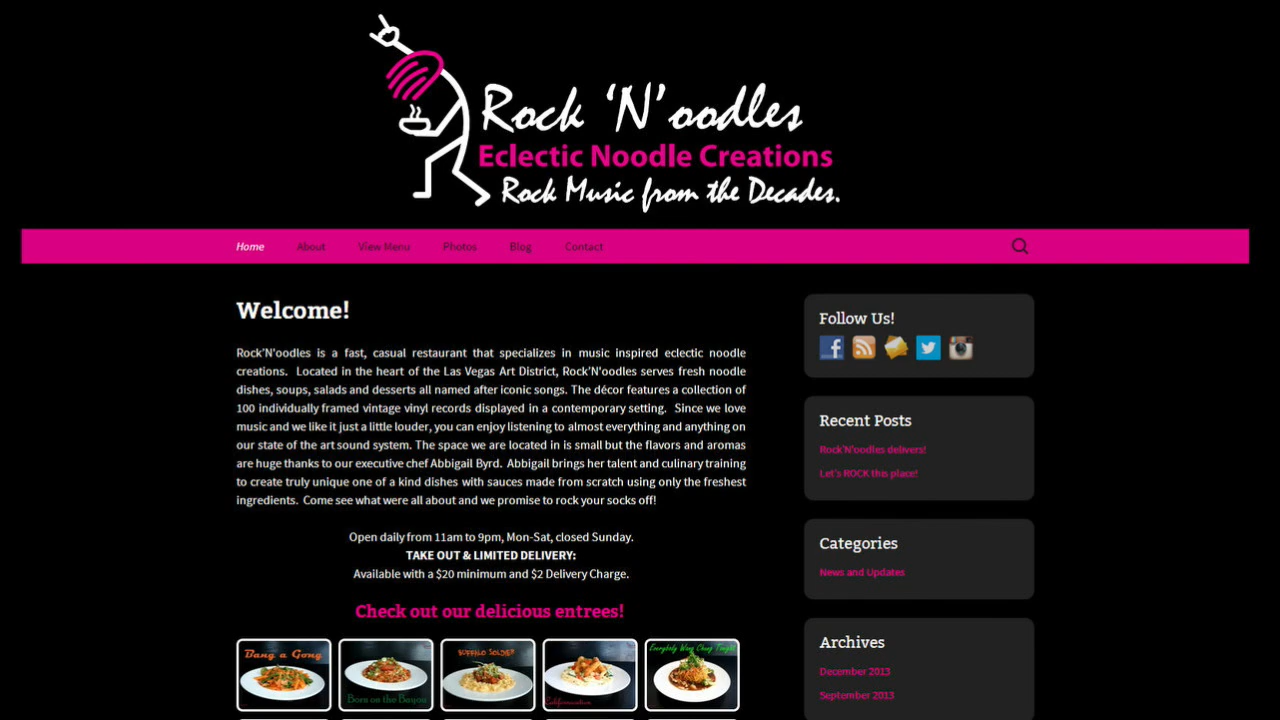 Rock 'N'oodles
Eclectic Noodle Creations
Rock Music from the Decades.
Home
About
View Menu
Photos
Blog
Contact
Welcome!
Rock'N'oodles is a fast, casual restaurant that specializes in music inspired eclectic noodle
creations. Located in the heart of the Las Vegas Art District, Rock'N'oodles serves fresh noodle
dishes, soups, salads and desserts all named after iconic songs. The décor features a collection of
100 individually framed vintage vinyl records displayed in a contemporary setting. Since we love
music and we like it just a little louder, you can enjoy listening to almost everything and anything on
our state of the art sound system. The space we are located in is small but the flavors and aromas
are huge thanks to our executive chef Abbigail Byrd. Abbigail brings her talent and culinary training
to create truly unique one of a kind dishes with sauces made from scratch using only the freshest
ingredients. Come see what were all about and we promise to rock your socks off!
Open daily from 11am to 9pm, Mon-Sat, closed Sunday.
TAKE OUT & LIMITED DELIVERY:
Available with a $20 minimum and $2 Delivery Charge.
Check out our delicious entrees!
Bang a Gong
Born on the Bayou
BUFFALO SOLDIER
Californication
Everybody Wang Chung Tonight
Follow Us!
Recent Posts
Rock'N'oodles delivers!
Let's ROCK this place!
Categories
News and Updates
Archives
December 2013
September 2013